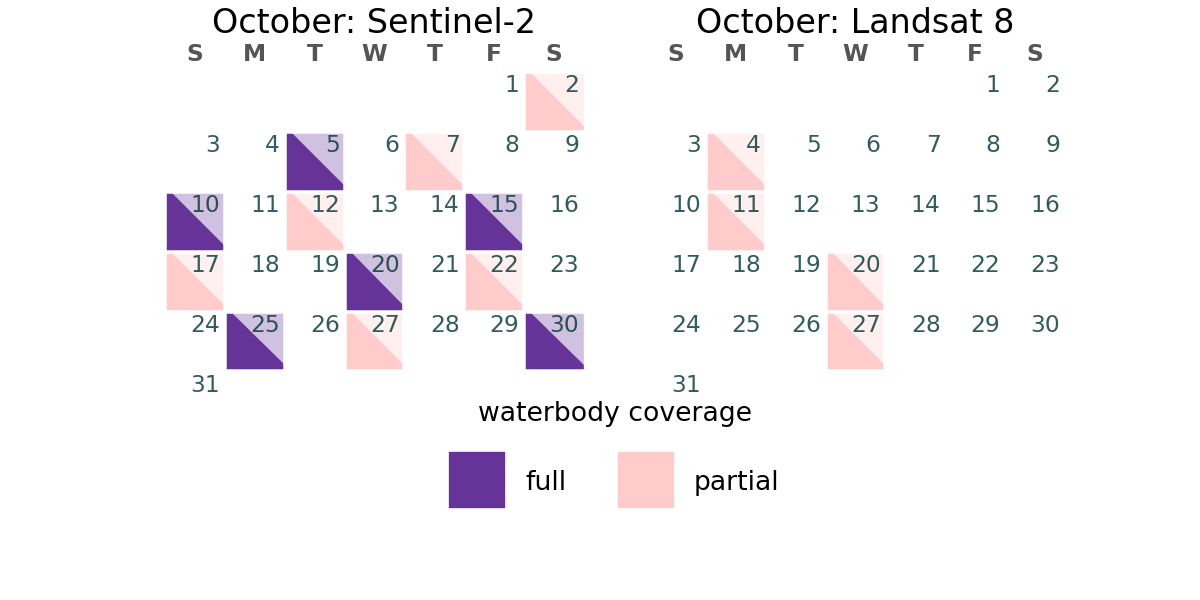 October: Sentinel-2
S M T W T F S
1 2
3 4 5 6 7 8 9
10 11 12 13 14 15 16
17 18 19 20 21 22 23
24 25 26 27 28 29 30
31
October: Landsat 8
S M T W T F S
1 2
3 4 5 6 7 8 9
10 11 12 13 14 15 16
17 18 19 20 21 22 23
24 25 26 27 28 29 30
31
waterbody coverage
full
partial